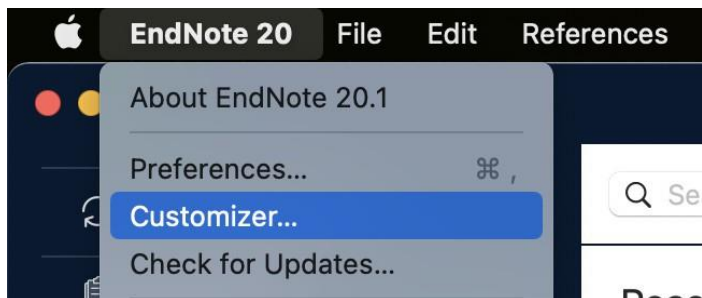 EndNote 20 File Edit References
About EndNote 20.1
Preferences... ⌘ ,
Customizer...
Check for Updates...